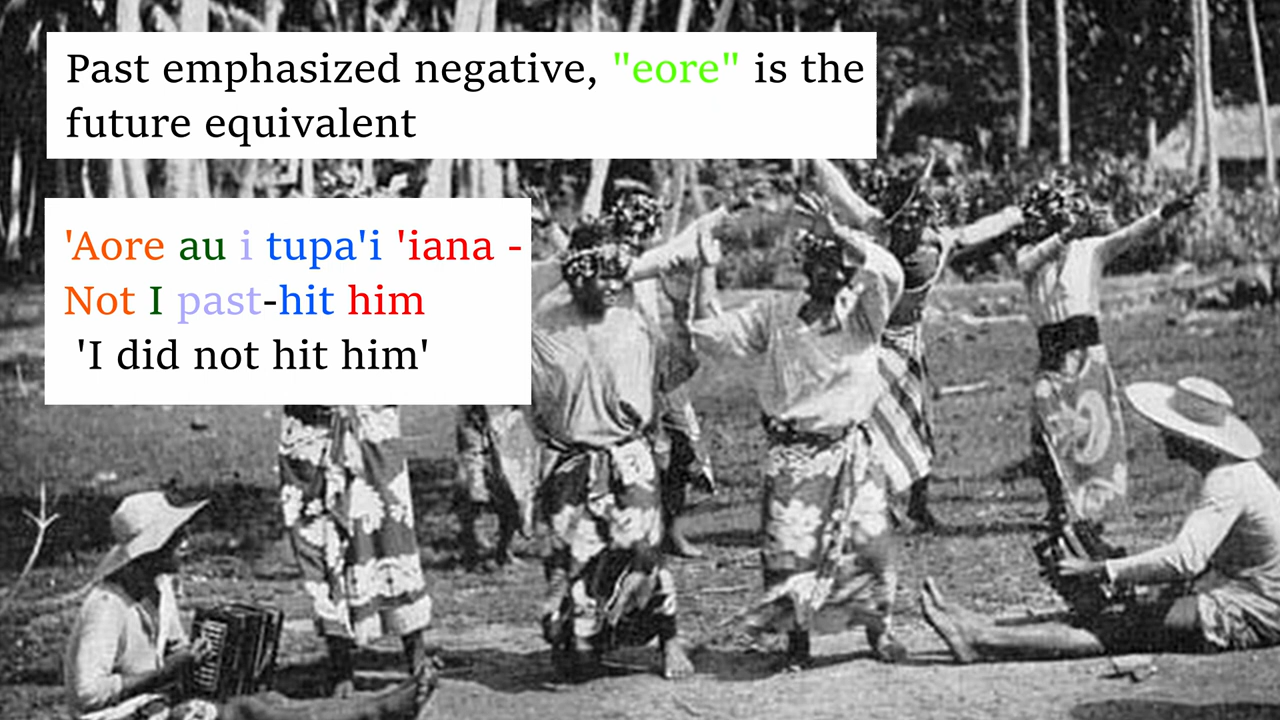 Past emphasized negative, "eore" is the
future equivalent
'Aore au i tupa'i 'iana -
Not I past-hit him
'I did not hit him'